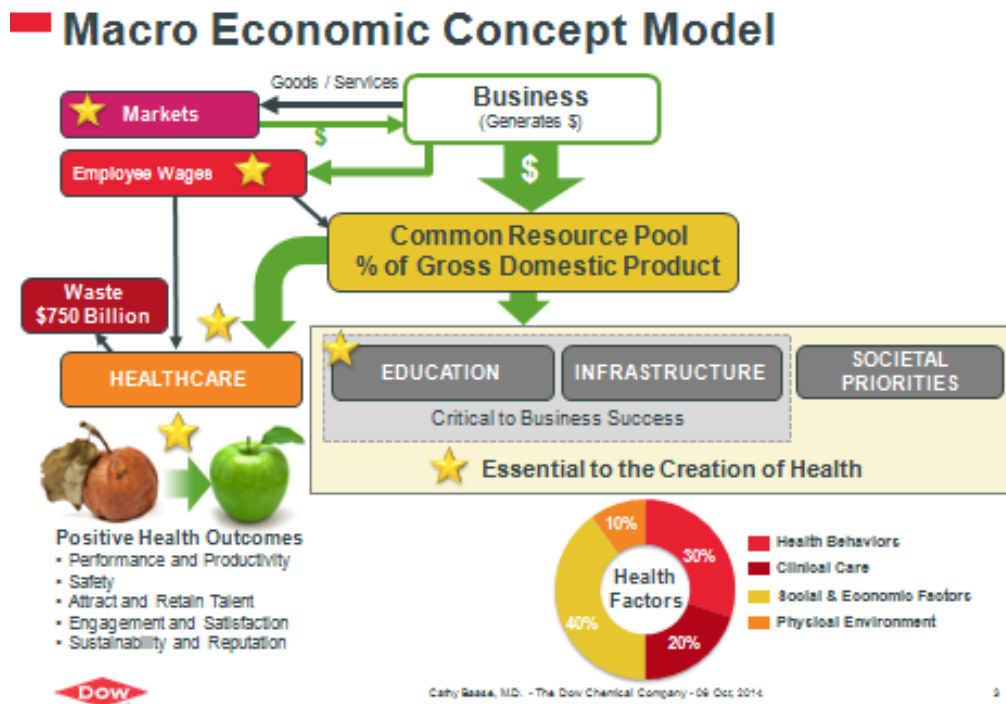 Macro Economic Concept Model
Goods / Services
Business
(Generates $)
Markets
$
Employee Wages
$
Common Resource Pool
% of Gross Domestic Product
Waste
$750 Billion
HEALTHCARE
EDUCATION
INFRASTRUCTURE
SOCIETAL
PRIORITIES
Critical to Business Success
Essential to the Creation of Health
Positive Health Outcomes
• Performance and Productivity
• Safety
• Attract and Retain Talent
• Engagement and Satisfaction
• Sustainability and Reputation
10%
30%
Health
Factors
40%
20%
Health Behaviors
Clinical Care
Social & Economic Factors
Physical Environment
DOW
Cathy Baase, M.D. - The Dow Chemical Company - 06 Oct, 2014